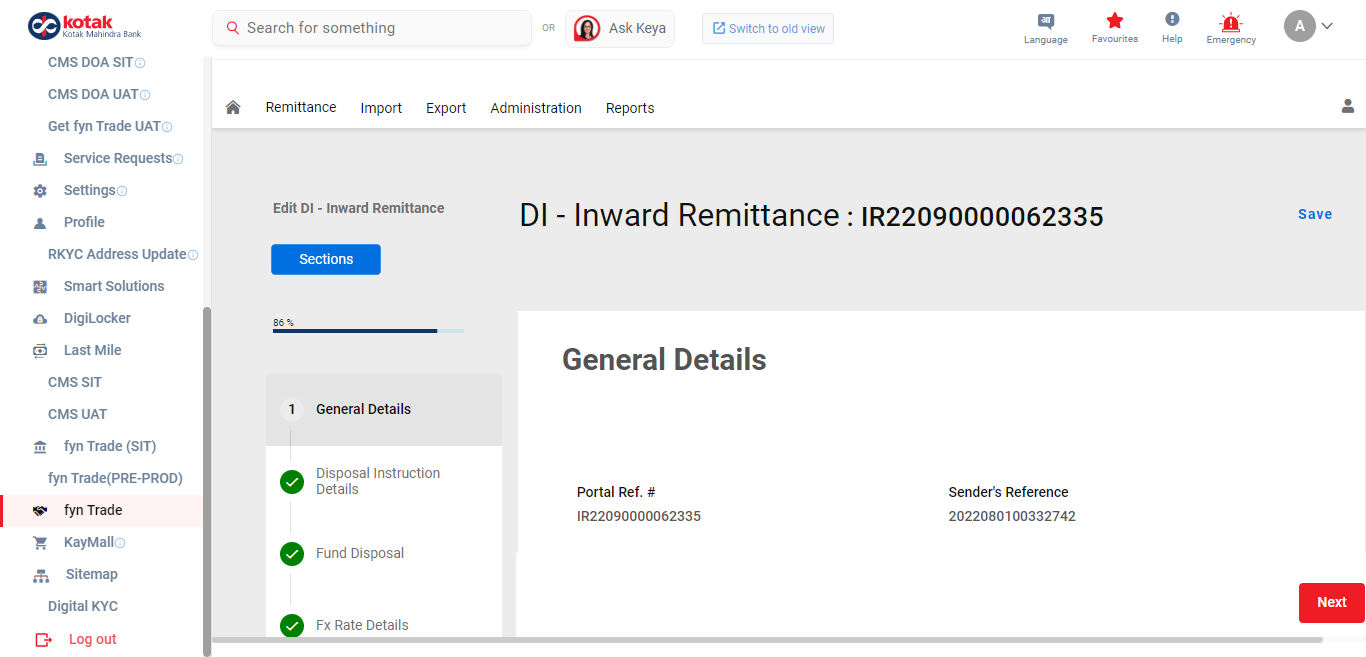 kotak
Kotak Mahindra Bank
Search for something
OR
Ask Keya
Switch to old view
अा
Language
Favourites
Help
Emergency
A
CMS DOA SIT
CMS DOA UAT
Get fyn Trade UAT
Service Requests
Settings
Profile
RKYC Address Update
Smart Solutions
DigiLocker
Last Mile
CMS SIT
CMS UAT
fyn Trade (SIT)
fyn Trade(PRE-PROD)
fyn Trade
KayMall
Sitemap
Digital KYC
Log out
Remittance
Import
Export
Administration
Reports
Edit DI - Inward Remittance
Sections
86 %
1
General Details
Disposal Instruction
Details
Fund Disposal
Fx Rate Details
DI - Inward Remittance : IR22090000062335
Save
General Details
Portal Ref. #
IR22090000062335
Sender's Reference
2022080100332742
Next